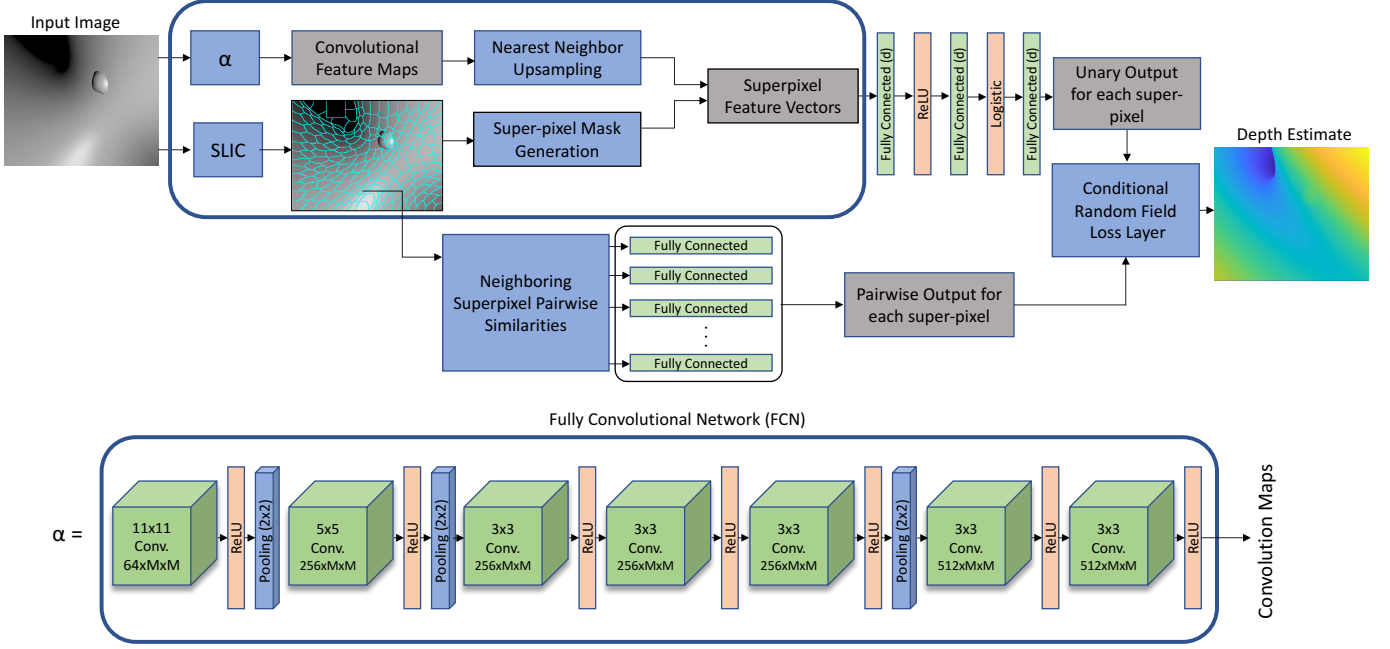 Input Image
α
Convolutional
Feature Maps
Nearest Neighbor
Upsampling
SLIC
Super-pixel Mask
Generation
Superpixel
Feature Vectors
Fully Connected (d)
ReLU
Fully Connected (d)
Logistic
Fully Connected (d)
Unary Output
for each super-
pixel
Depth Estimate
Conditional
Random Field
Loss Layer
Neighboring
Superpixel Pairwise
Similarities
Fully Connected
Fully Connected
Fully Connected
Fully Connected
Pairwise Output for
each super-pixel
Fully Convolutional Network (FCN)
α =
11x11
Conv.
64xMxM
ReLU
Pooling (2x2)
5x5
Conv.
256xMxM
ReLU
Pooling (2x2)
3x3
Conv.
256xMxM
ReLU
3x3
Conv.
256xMxM
ReLU
3x3
Conv.
256xMxM
ReLU
Pooling (2x2)
3x3
Conv.
512xMxM
ReLU
3x3
Conv.
512xMxM
ReLU
Convolution Maps